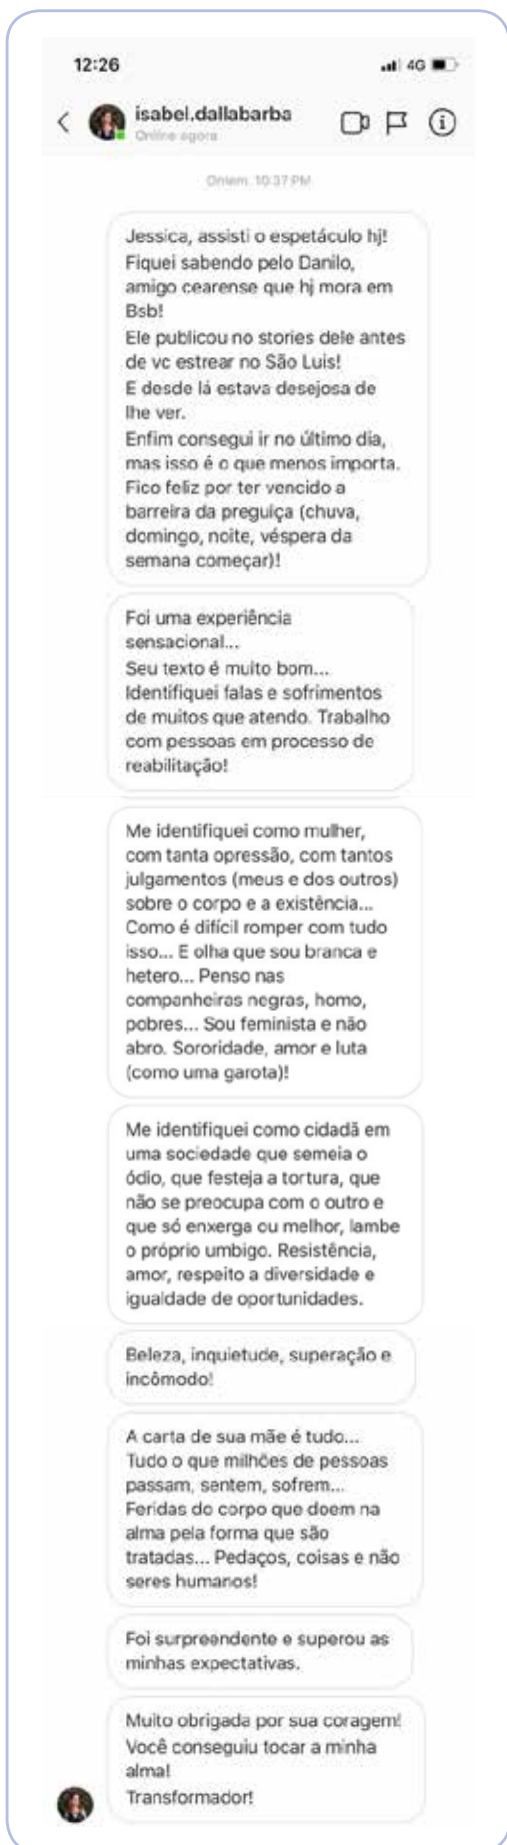 12:26
4G
isabel.dallabarba
Online agora
Ontem, 10:37 PM
Jessica, assisti o espetáculo hj!
Fiquei sabendo pelo Danilo,
amigo cearense que hj mora em
Bsb!
Ele publicou no stories dele antes
de vc estrear no São Luis!
E desde lá estava desejosa de
lhe ver.
Enfim consegui ir no último dia,
mas isso é o que menos importa.
Fico feliz por ter vencido a
barreira da preguiça (chuva,
domingo, noite, véspera da
semana começar)!
Foi uma experiência
sensacional...
Seu texto é muito bom...
Identifiquei falas e sofrimentos
de muitos que atendo. Trabalho
com pessoas em processo de
reabilitação!
Me identifiquei como mulher,
com tanta opressão, com tantos
julgamentos (meus e dos outros)
sobre o corpo e a existência...
Como é difícil romper com tudo
isso... E olha que sou branca e
hetero... Penso nas
companheiras negras, homo,
pobres... Sou feminista e não
abro. Sororidade, amor e luta
(como uma garota)!
Me identifiquei como cidadã em
uma sociedade que semeia o
ódio, que festeja a tortura, que
não se preocupa com o outro e
que só enxerga ou melhor, lambe
o próprio umbigo. Resistência,
amor, respeito a diversidade e
igualdade de oportunidades.
Beleza, inquietude, superação e
incômodo!
A carta de sua mãe é tudo...
Tudo o que milhões de pessoas
passam, sentem, sofrem...
Feridas do corpo que doem na
alma pela forma que são
tratadas... Pedaços, coisas e não
seres humanos!
Foi surpreendente e superou as
minhas expectativas.
Muito obrigada por sua coragem!
Você conseguiu tocar a minha
alma!
Transformador!